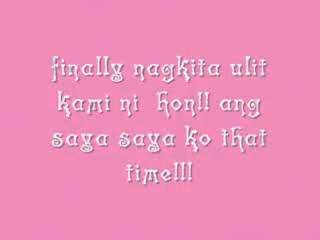 finally nagkita ulit
kami ni hon!! ang
saya saya ko that
time!!!